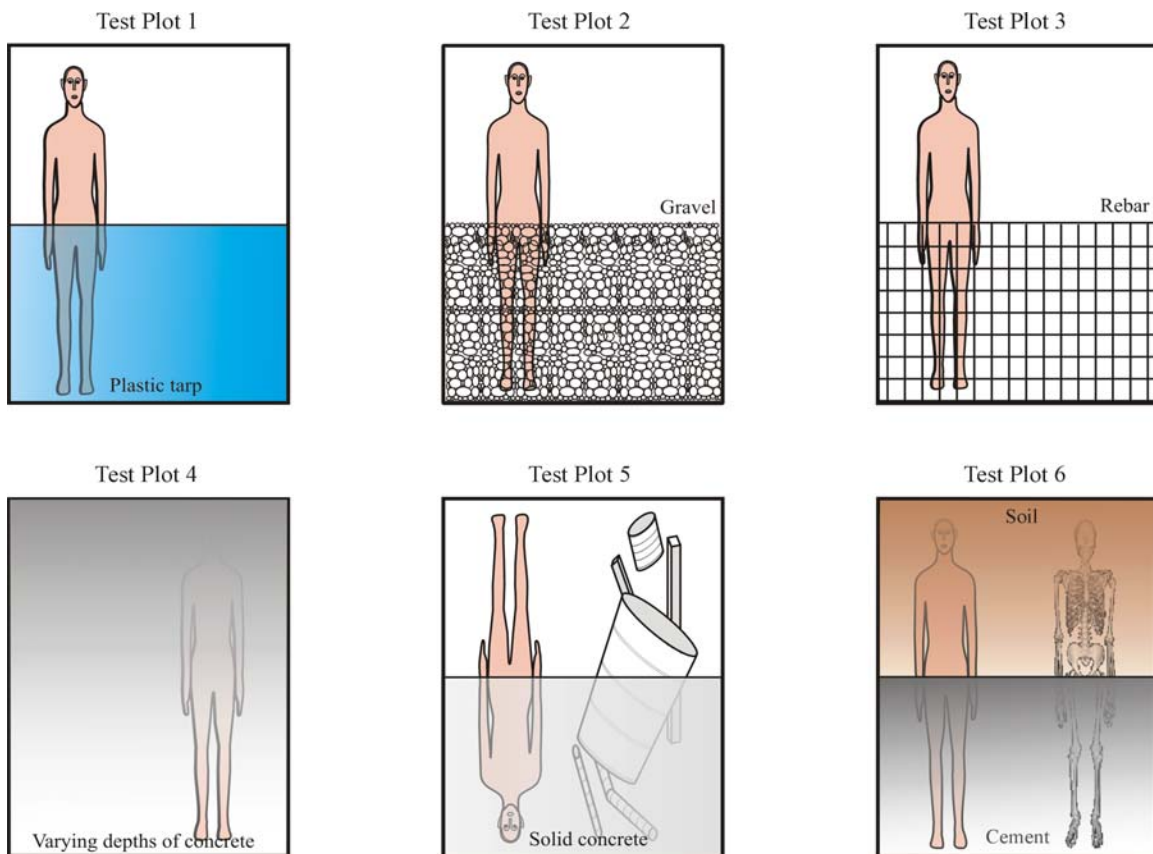 Test Plot 1
Test Plot 2
Test Plot 3
Gravel
Rebar
Plastic tarp
Test Plot 4
Test Plot 5
Test Plot 6
Soil
Varying depths of concrete
Solid concrete
Cement